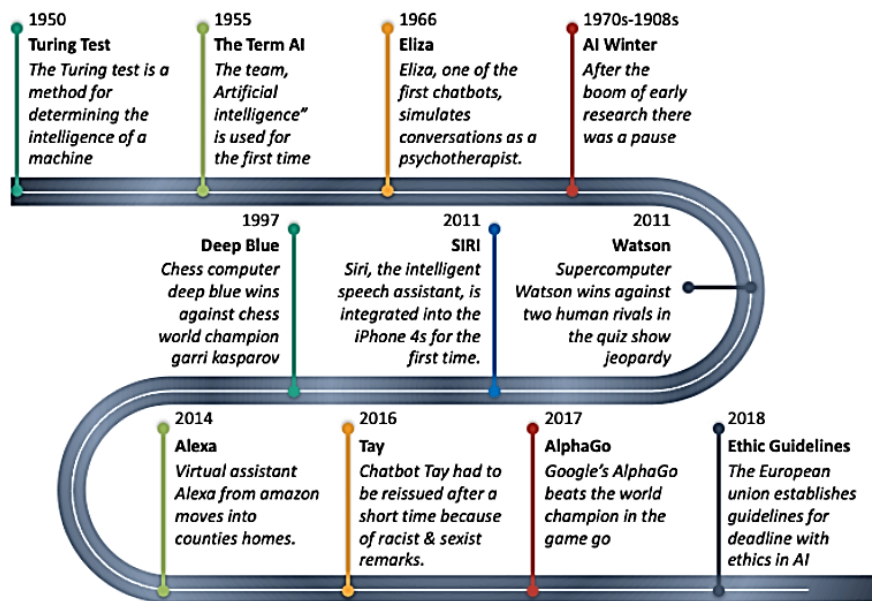 1950
Turing Test
The Turing test is a
method for
determining the
intelligence of a
machine
1955
The Term AI
The team,
Artificial
intelligence”
is used for
the first time
1966
Eliza
Eliza, one of the
first chatbots,
simulates
conversations as a
psychotherapist.
1970s-1908s
AI Winter
After the
boom of early
research there
was a pause
1997
Deep Blue
Chess computer
deep blue wins
against chess
world champion
garri kasparov
2011
SIRI
Siri, the intelligent
speech assistant, is
integrated into the
iPhone 4s for the
first time.
2011
Watson
Supercomputer
Watson wins against
two human rivals in
the quiz show
jeopardy
2014
Alexa
Virtual assistant
Alexa from amazon
moves into
counties homes.
2016
Tay
Chatbot Tay had to
be reissued after a
short time because
of racist & sexist
remarks.
2017
AlphaGo
Google’s AlphaGo
beats the world
champion in the
game go
2018
Ethic Guidelines
The European
union establishes
guidelines for
deadline with
ethics in AI